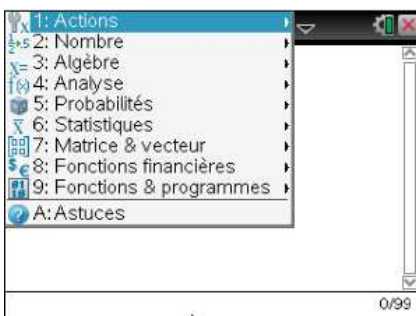 1: Actions
2: Nombre
3: Algèbre
4: Analyse
5: Probabilités
6: Statistiques
7: Matrice & vecteur
8: Fonctions financières
9: Fonctions & programmes
A: Astuces
0/99